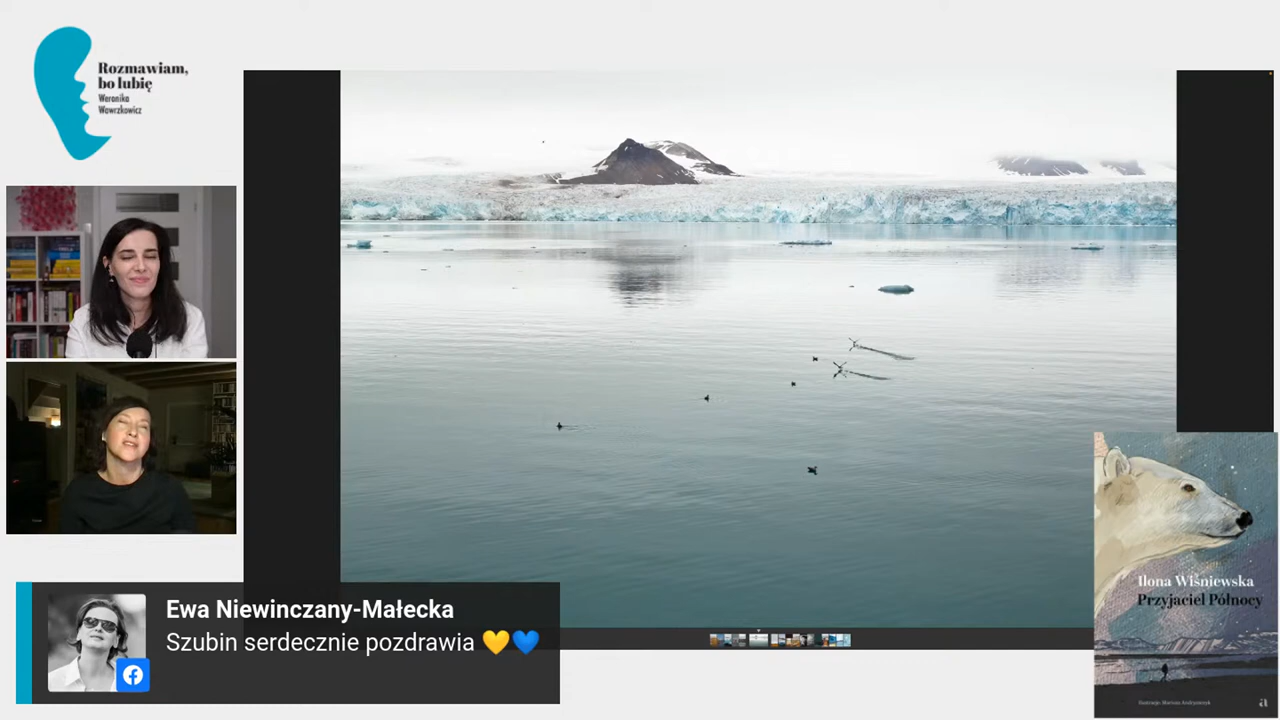 Rozmawiam,
bo lubię
Weronika
Wawrzkowicz
Ewa Niewinczany-Małecka
Szubin serdecznie pozdrawia 💛💙
Ilona Wiśniewska
Przyjaciel Północy